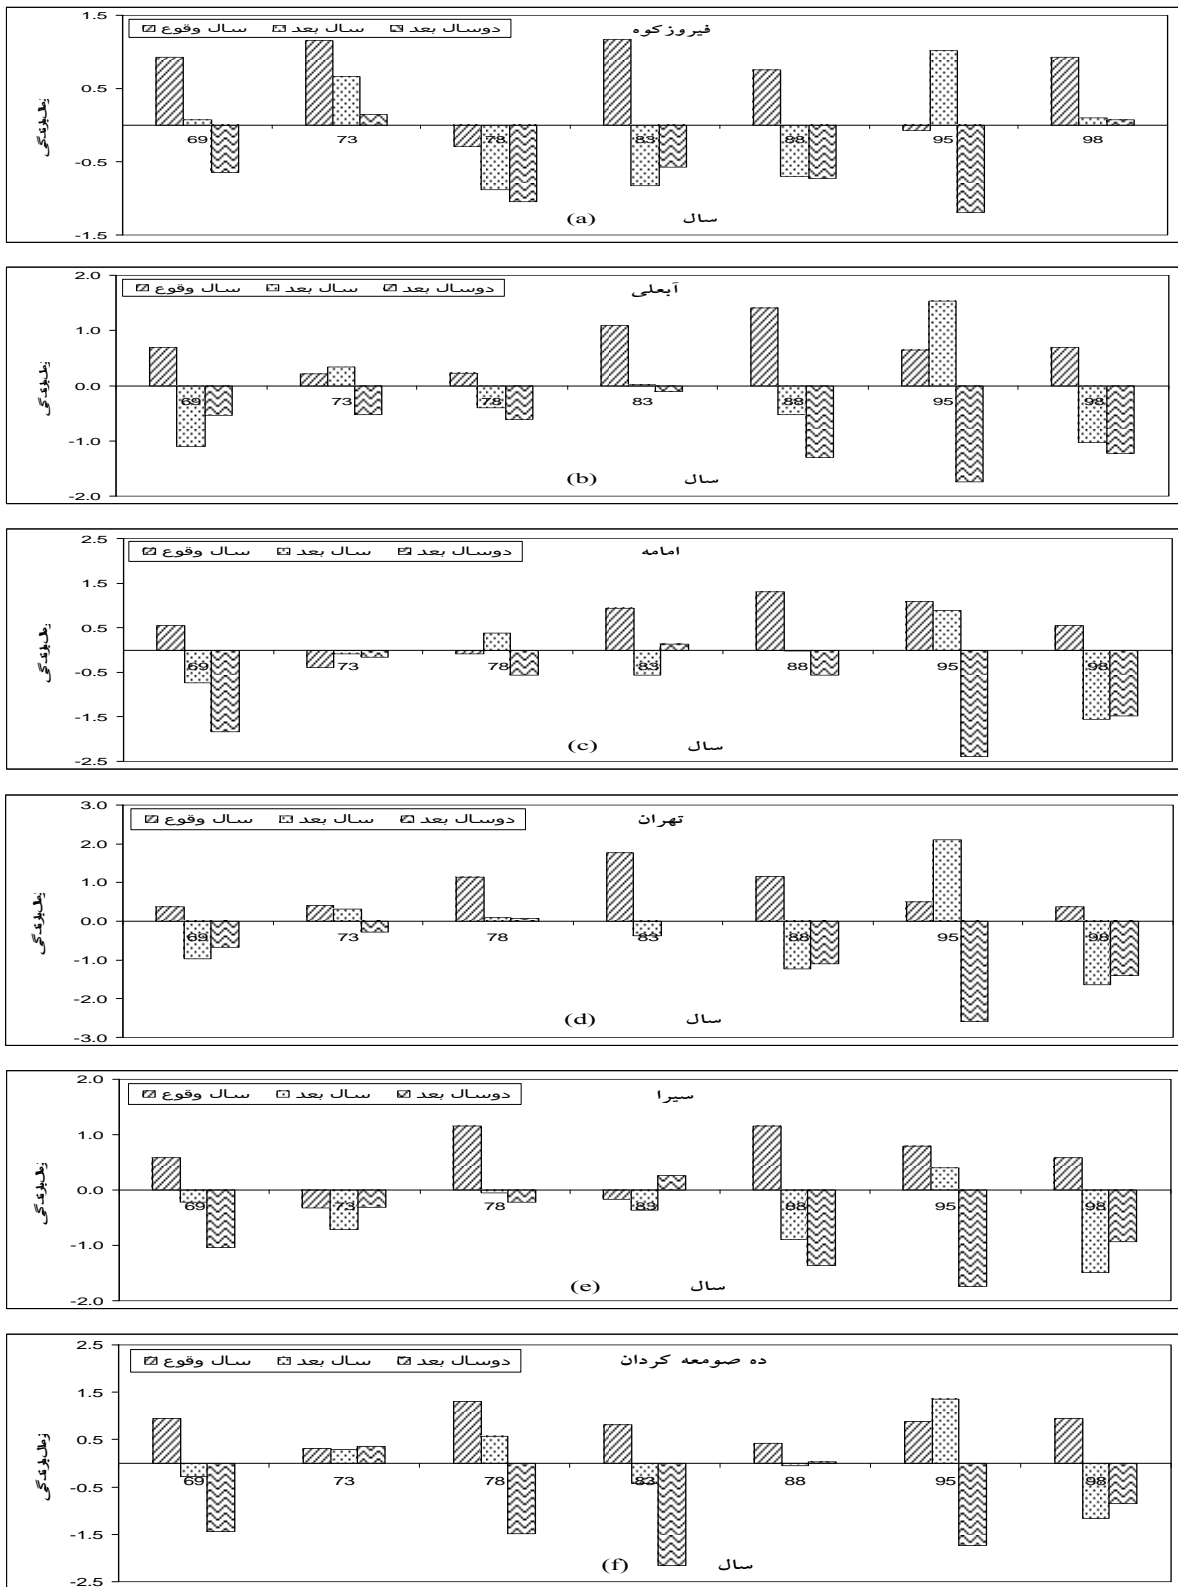 فیروزکوه
سال وقوع سال بعد دوسال بعد
1.5
0.5
-0.5
-1.5
69 73 78 83 88 95 98
(a) سال
آبعلی
سال وقوع سال بعد دوسال بعد
2.0
1.0
0.0
-1.0
-2.0
69 73 78 83 88 95 98
(b) سال
امامه
سال وقوع سال بعد دوسال بعد
2.5
1.5
0.5
-0.5
-1.5
-2.5
69 73 78 83 88 95 98
(c) سال
تهران
سال وقوع سال بعد دوسال بعد
3.0
2.0
1.0
0.0
-1.0
-2.0
-3.0
69 73 78 83 88 95 98
(d) سال
سیرا
سال وقوع سال بعد دوسال بعد
2.0
1.0
0.0
-1.0
-2.0
69 73 78 83 88 95 98
(e) سال
ده صومعه کردان
سال وقوع سال بعد دوسال بعد
2.5
1.5
0.5
-0.5
-1.5
-2.5
69 73 78 83 88 95 98
(f) سال